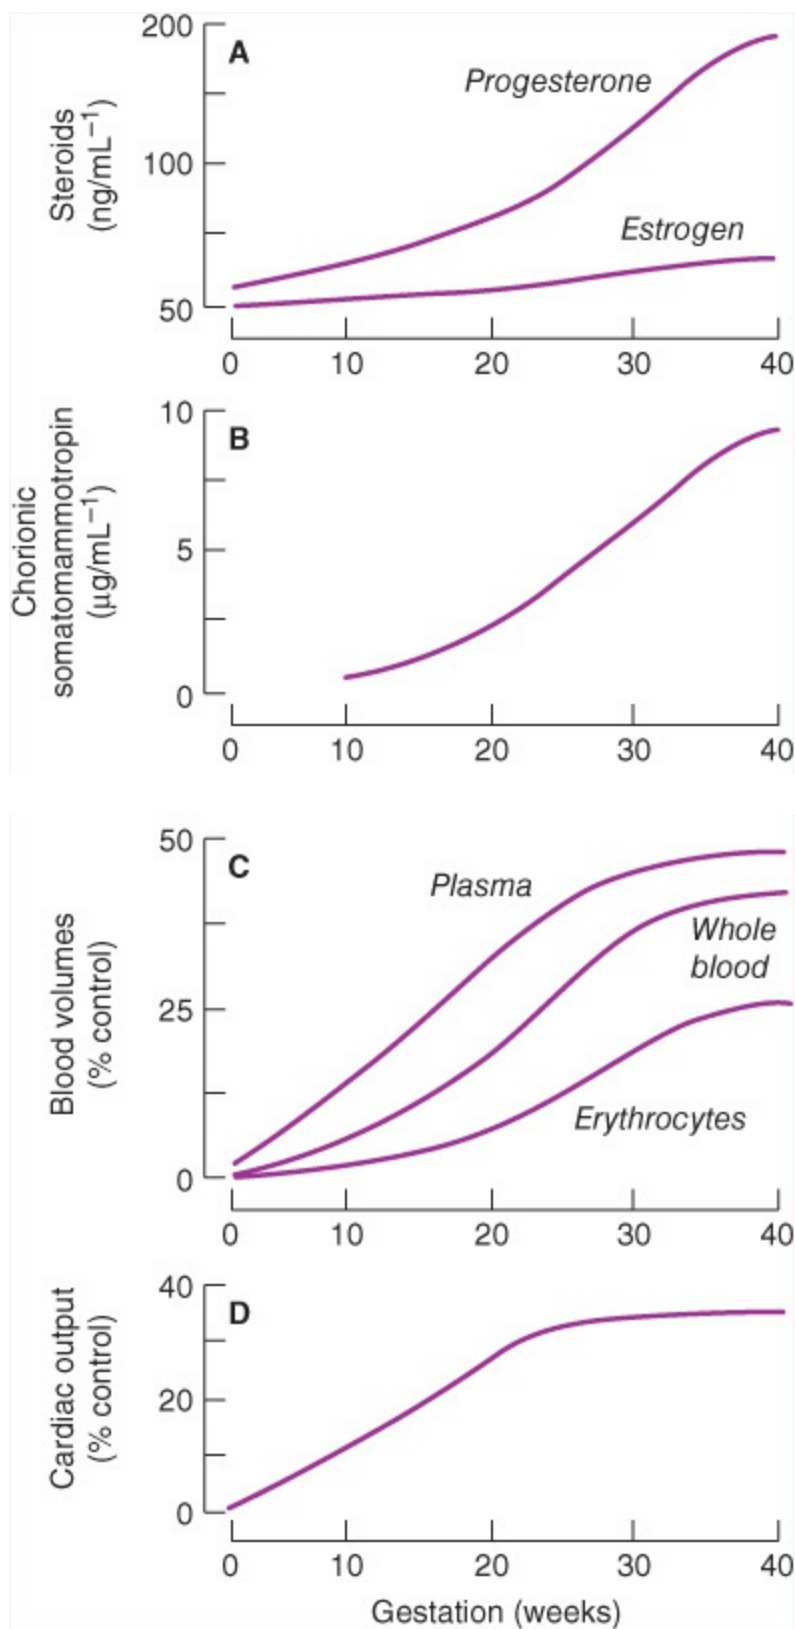 200
A
Progesterone
Steroids
(ng/mL⁻¹)
100
Estrogen
50
0 10 20 30 40
10
B
Chorionic
somatomammotropin
(μg/mL⁻¹)
5
0
0 10 20 30 40
50
C
Plasma
Whole
blood
Blood volumes
(% control)
25
Erythrocytes
0
0 10 20 30 40
40
D
Cardiac output
(% control)
20
0
0 10 20 30 40
Gestation (weeks)